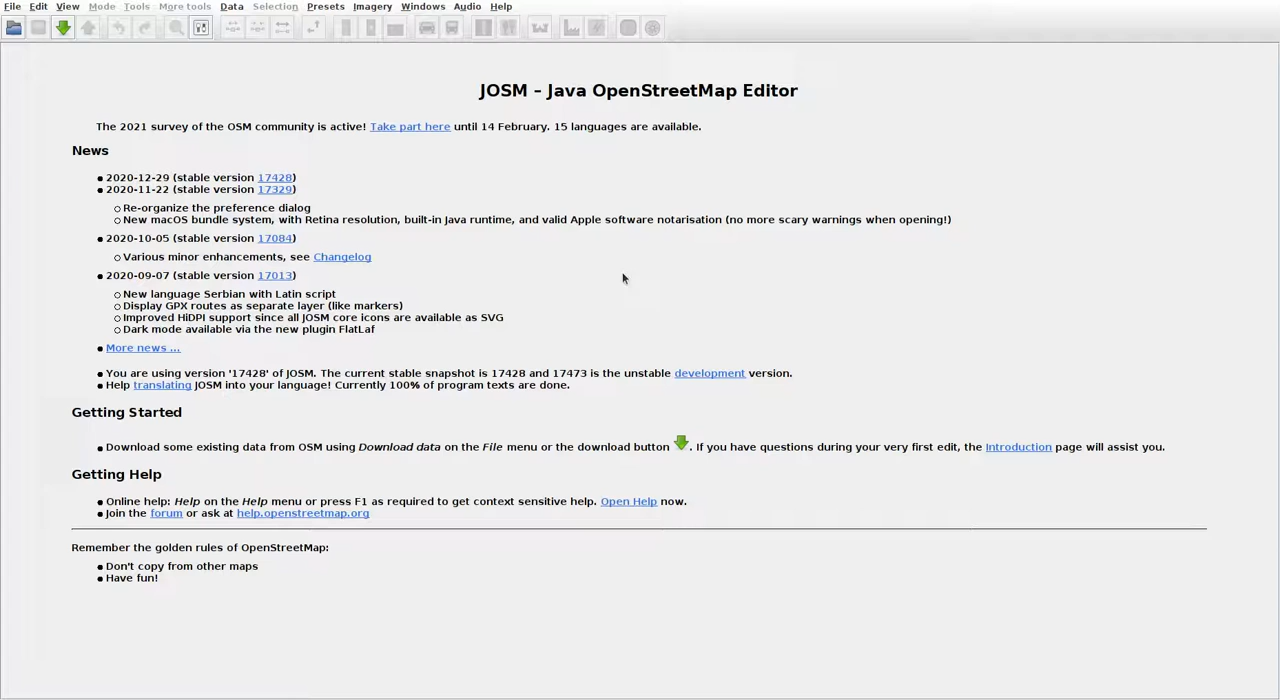 File Edit View Mode Tools More tools Data Selection Presets Imagery Windows Audio Help
JOSM – Java OpenStreetMap Editor
The 2021 survey of the OSM community is active! Take part here until 14 February. 15 languages are available.
News
2020-12-29 (stable version 17428)
2020-11-22 (stable version 17329)
Re-organize the preference dialog
New macOS bundle system, with Retina resolution, built-in Java runtime, and valid Apple software notarisation (no more scary warnings when opening!)
2020-10-05 (stable version 17084)
Various minor enhancements, see Changelog
2020-09-07 (stable version 17013)
New language Serbian with Latin script
Display GPX routes as separate layer (like markers)
Improved HiDPI support since all JOSM core icons are available as SVG
Dark mode available via the new plugin FlatLaf
More news ...
You are using version '17428' of JOSM. The current stable snapshot is 17428 and 17473 is the unstable development version.
Help translating JOSM into your language! Currently 100% of program texts are done.
Getting Started
Download some existing data from OSM using Download data on the File menu or the download button . If you have questions during your very first edit, the Introduction page will assist you.
Getting Help
Online help: Help on the Help menu or press F1 as required to get context sensitive help. Open Help now.
Join the forum or ask at help.openstreetmap.org
Remember the golden rules of OpenStreetMap:
Don't copy from other maps
Have fun!